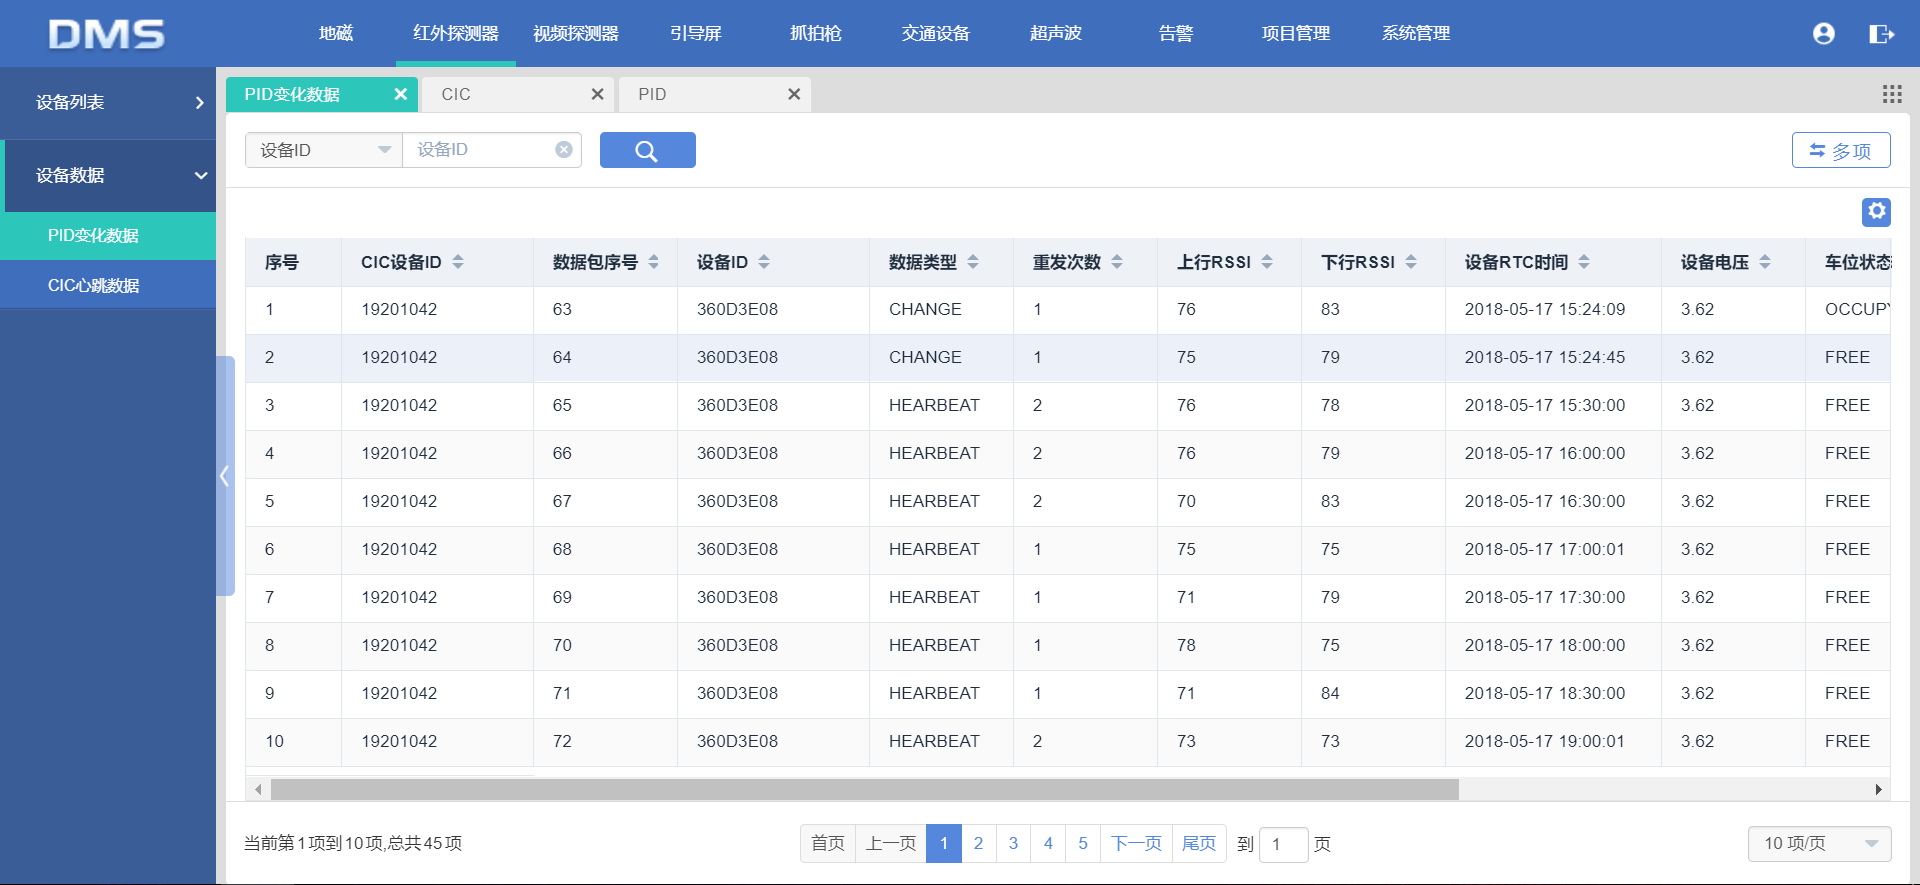 DMS 地磁 红外探测器 视频探测器 引导屏 抓拍枪 交通设备 超声波 告警 项目管理 系统管理
设备列表
设备数据
PID变化数据
CIC心跳数据
PID变化数据 CIC PID
设备ID 设备ID 多项
序号 CIC设备ID 数据包序号 设备ID 数据类型 重发次数 上行RSSI 下行RSSI 设备RTC时间 设备电压 车位状态
1 19201042 63 360D3E08 CHANGE 1 76 83 2018-05-17 15:24:09 3.62 OCCUPY
2 19201042 64 360D3E08 CHANGE 1 75 79 2018-05-17 15:24:45 3.62 FREE
3 19201042 65 360D3E08 HEARBEAT 2 76 78 2018-05-17 15:30:00 3.62 FREE
4 19201042 66 360D3E08 HEARBEAT 2 76 79 2018-05-17 16:00:00 3.62 FREE
5 19201042 67 360D3E08 HEARBEAT 2 70 83 2018-05-17 16:30:00 3.62 FREE
6 19201042 68 360D3E08 HEARBEAT 1 75 75 2018-05-17 17:00:01 3.62 FREE
7 19201042 69 360D3E08 HEARBEAT 1 71 79 2018-05-17 17:30:00 3.62 FREE
8 19201042 70 360D3E08 HEARBEAT 1 78 75 2018-05-17 18:00:00 3.62 FREE
9 19201042 71 360D3E08 HEARBEAT 1 71 84 2018-05-17 18:30:00 3.62 FREE
10 19201042 72 360D3E08 HEARBEAT 2 73 73 2018-05-17 19:00:01 3.62 FREE
当前第1项到10项,总共45项 首页 上一页 1 2 3 4 5 下一页 尾页 到 1 页 10 项/页